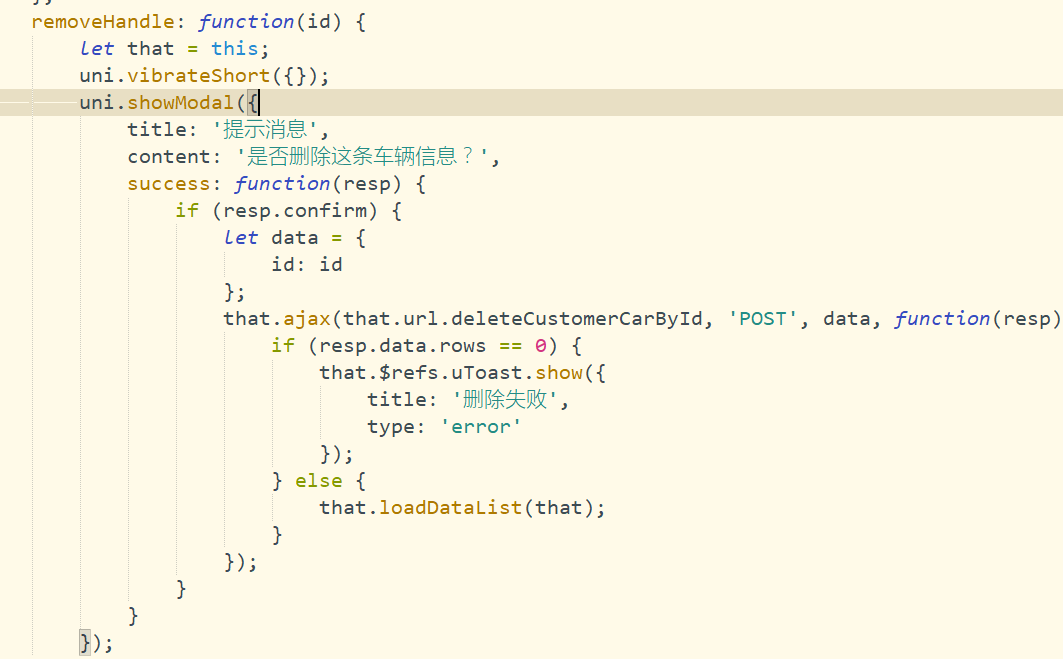 removeHandle: function(id) {
let that = this;
uni.vibrateShort({});
uni.showModal({
title: '提示消息',
content: '是否删除这条车辆信息？',
success: function(resp) {
if (resp.confirm) {
let data = {
id: id
};
that.ajax(that.url.deleteCustomerCarById, 'POST', data, function(resp)
if (resp.data.rows == 0) {
that.$refs.uToast.show({
title: '删除失败',
type: 'error'
});
} else {
that.loadDataList(that);
}
});
}
}
});